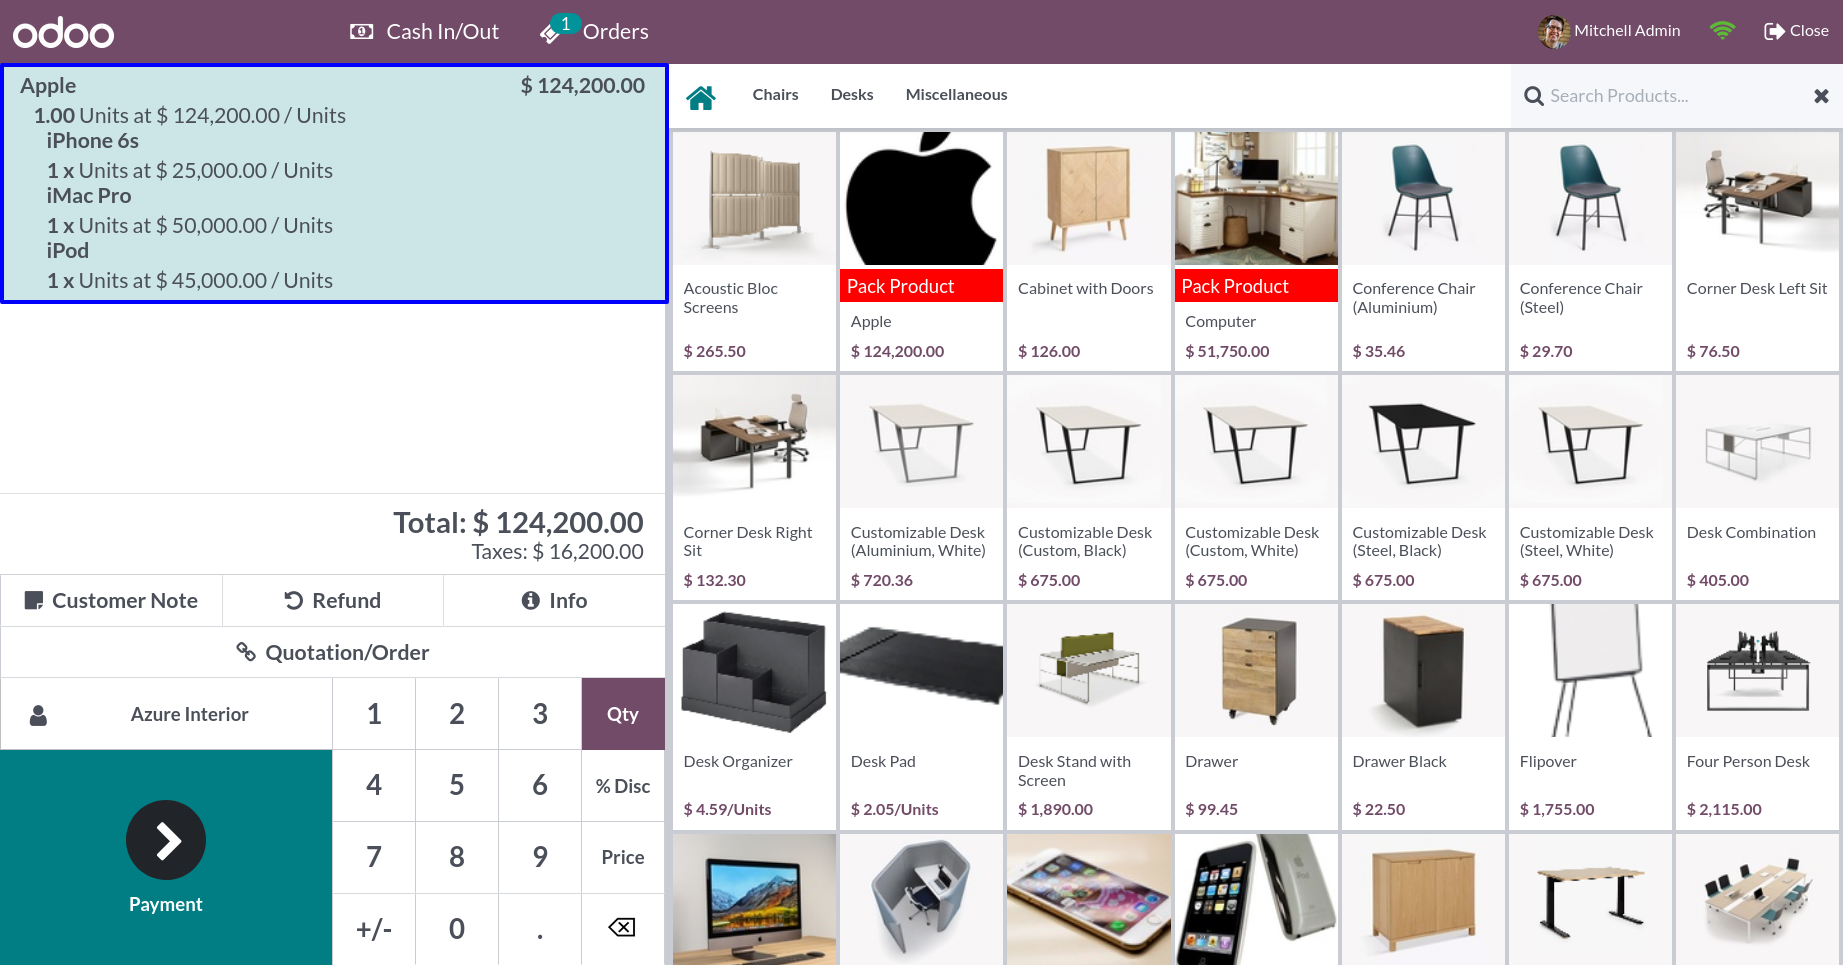 odoo
Cash In/Out
1
Orders
Mitchell Admin
Close
Apple $ 124,200.00
1.00 Units at $ 124,200.00 / Units
iPhone 6s
1 x Units at $ 25,000.00 / Units
iMac Pro
1 x Units at $ 50,000.00 / Units
iPod
1 x Units at $ 45,000.00 / Units
Total: $ 124,200.00
Taxes: $ 16,200.00
Customer Note
Refund
Info
Quotation/Order
Azure Interior
1 2 3 Qty
4 5 6 % Disc
7 8 9 Price
+/- 0 .
Payment
Chairs
Desks
Miscellaneous
Search Products...
Acoustic Bloc
Screens
$ 265.50
Pack Product
Apple
$ 124,200.00
Cabinet with Doors
$ 126.00
Pack Product
Computer
$ 51,750.00
Conference Chair
(Aluminium)
$ 35.46
Conference Chair
(Steel)
$ 29.70
Corner Desk Left Sit
$ 76.50
Corner Desk Right
Sit
$ 132.30
Customizable Desk
(Aluminium, White)
$ 720.36
Customizable Desk
(Custom, Black)
$ 675.00
Customizable Desk
(Custom, White)
$ 675.00
Customizable Desk
(Steel, Black)
$ 675.00
Customizable Desk
(Steel, White)
$ 675.00
Desk Combination
$ 405.00
Desk Organizer
$ 4.59/Units
Desk Pad
$ 2.05/Units
Desk Stand with
Screen
$ 1,890.00
Drawer
$ 99.45
Drawer Black
$ 22.50
Flipover
$ 1,755.00
Four Person Desk
$ 2,115.00